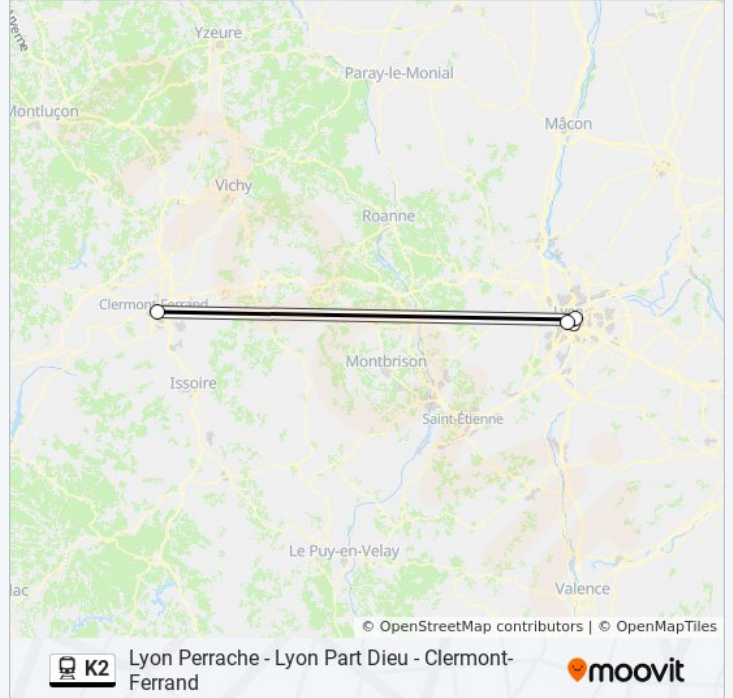 Yzeure
Paray-le-Monial
Montluçon
Mâcon
Vichy
Roanne
Clermont-Ferrand
Montbrison
Issoire
Saint-Étienne
Le Puy-en-Velay
Valence
© OpenStreetMap contributors | © OpenMapTiles
K2 Lyon Perrache - Lyon Part Dieu - Clermont-
Ferrand
moovit